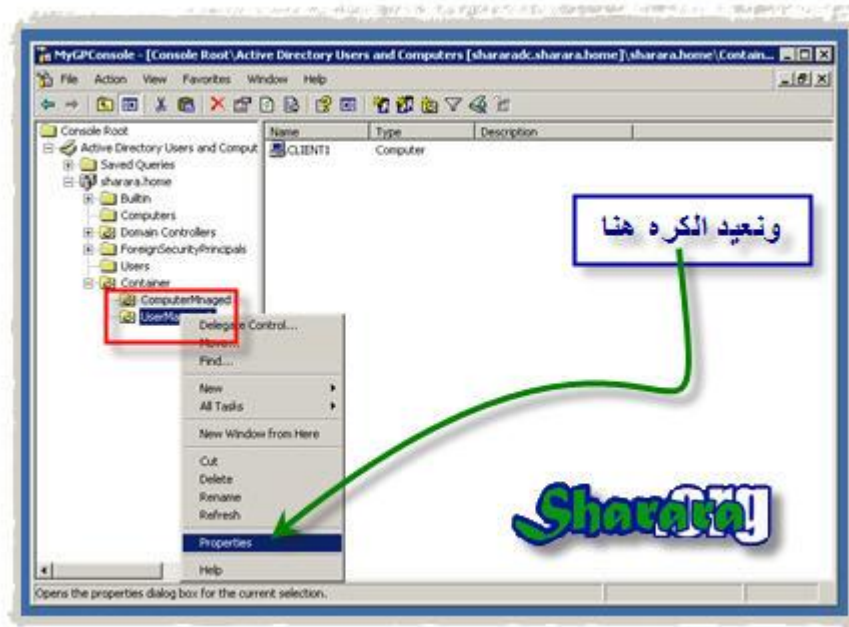 MyGPConsole - [Console Root\Active Directory Users and Computers [shararadc.sharara.home]\sharara.home\Contain...
File Action View Favorites Window Help
Console Root
Active Directory Users and Comput
Saved Queries
sharara.home
Builtin
Computers
Domain Controllers
ForeignSecurityPrincipals
Users
Container
ComputerMnaged
Name Type Description
CLIENT1 Computer
ونعيد الكره هنا
Delegate Control...
Move...
Find...
New
All Tasks
New Window from Here
Cut
Delete
Rename
Refresh
Properties
Help
Sharara.org
Opens the properties dialog box for the current selection.